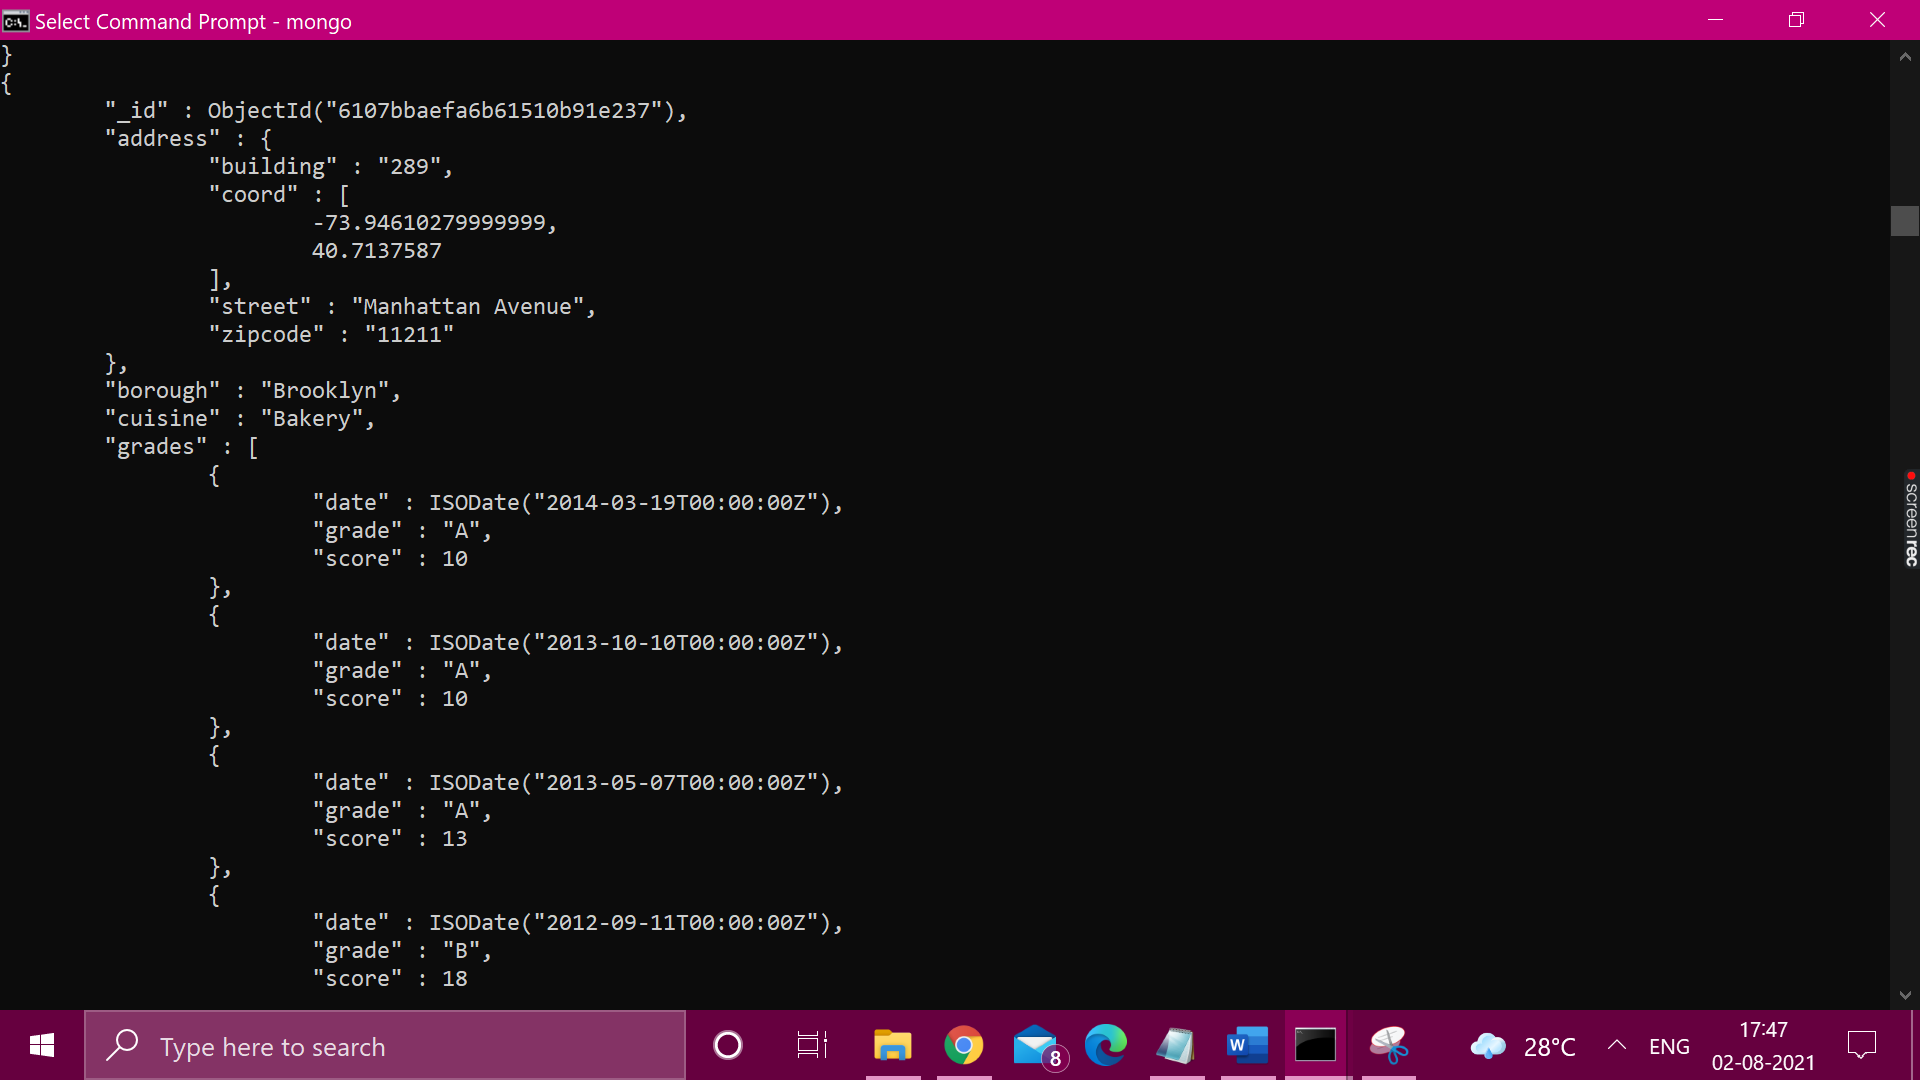 Select Command Prompt - mongo
}
{
"_id" : ObjectId("6107bbaefa6b61510b91e237"),
"address" : {
"building" : "289",
"coord" : [
-73.94610279999999,
40.7137587
],
"street" : "Manhattan Avenue",
"zipcode" : "11211"
},
"borough" : "Brooklyn",
"cuisine" : "Bakery",
"grades" : [
{
"date" : ISODate("2014-03-19T00:00:00Z"),
"grade" : "A",
"score" : 10
},
{
"date" : ISODate("2013-10-10T00:00:00Z"),
"grade" : "A",
"score" : 10
},
{
"date" : ISODate("2013-05-07T00:00:00Z"),
"grade" : "A",
"score" : 13
},
{
"date" : ISODate("2012-09-11T00:00:00Z"),
"grade" : "B",
"score" : 18
screenrec
Type here to search
8
W
28°C
ENG
17:47
02-08-2021